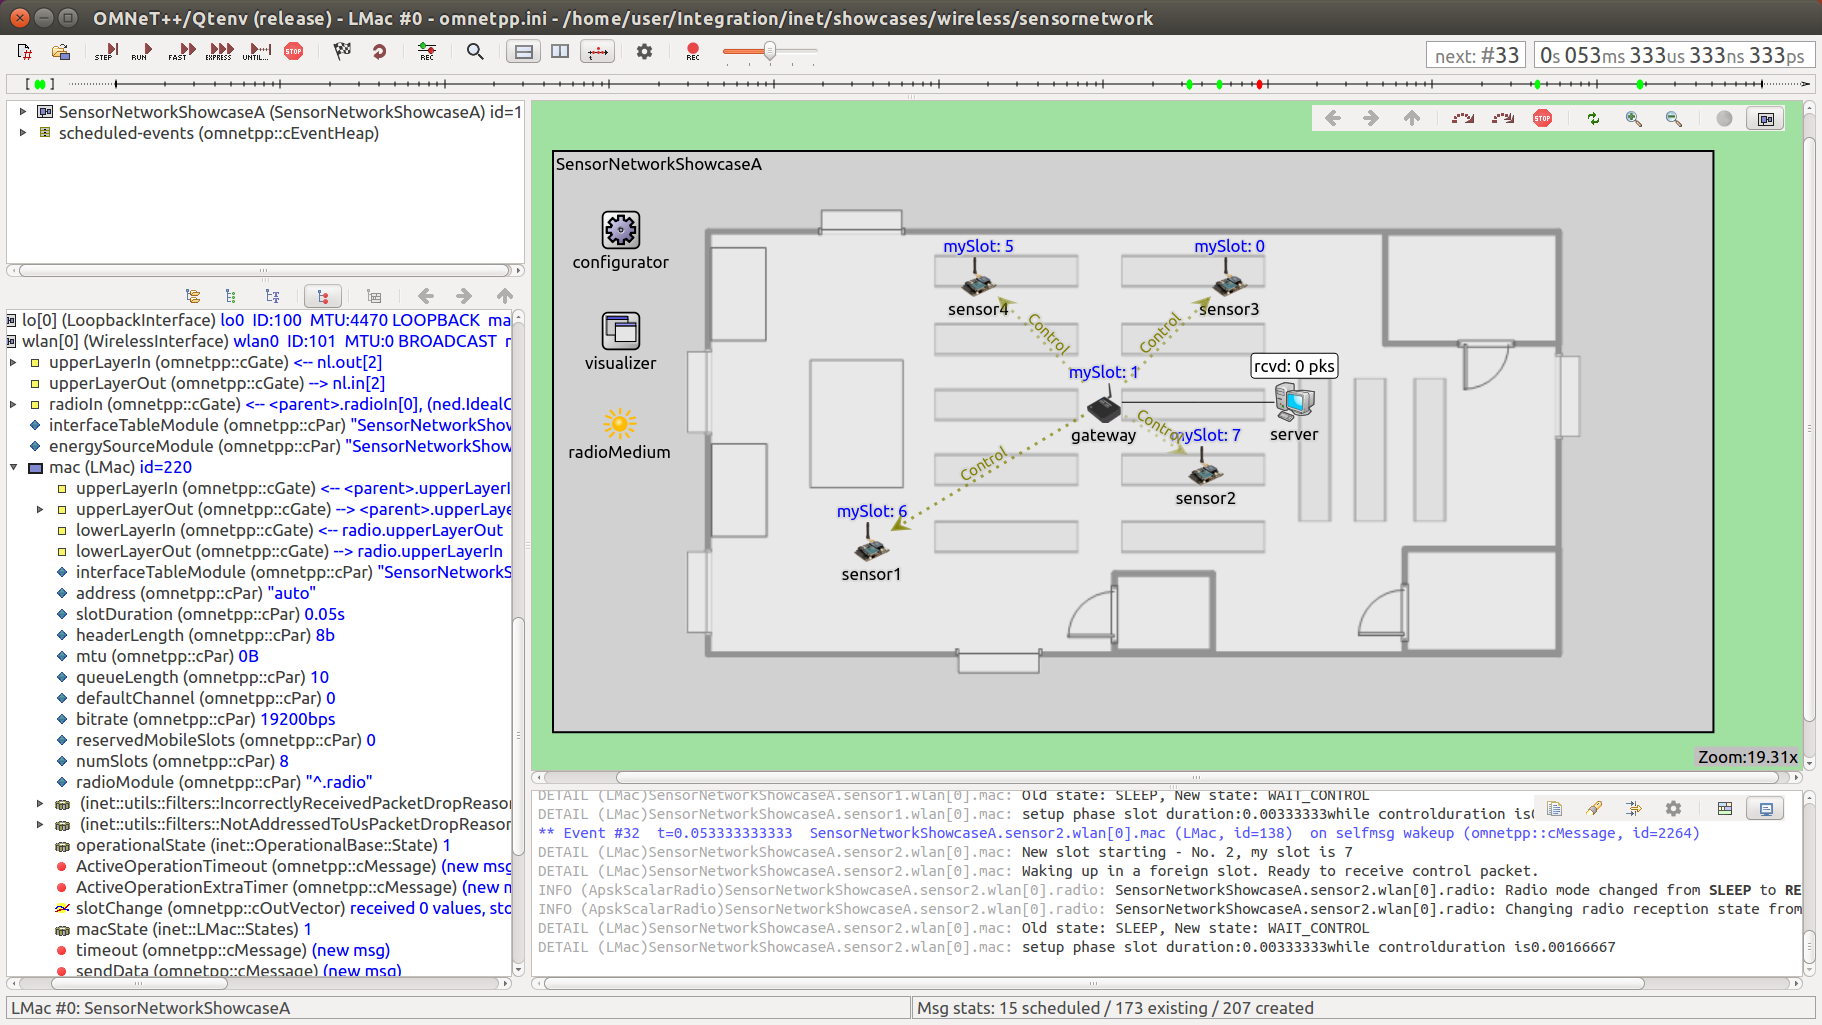 OMNeT++/Qtenv (release) - LMac #0 - omnetpp.ini - /home/user/Integration/inet/showcases/wireless/sensornetwork
STEP RUN FAST EXPRESS UNTIL... STOP REC REC
next: #33
0s 053ms 333us 333ns 333ps
SensorNetworkShowcaseA (SensorNetworkShowcaseA) id=1
scheduled-events (omnetpp::cEventHeap)
lo[0] (LoopbackInterface) lo0 ID:100 MTU:4470 LOOPBACK ma
wlan[0] (WirelessInterface) wlan0 ID:101 MTU:0 BROADCAST
upperLayerIn (omnetpp::cGate) <-- nl.out[2]
upperLayerOut (omnetpp::cGate) --> nl.in[2]
radioIn (omnetpp::cGate) <-- <parent>.radioIn[0], (ned.IdealC
interfaceTableModule (omnetpp::cPar) "SensorNetworkShow
energySourceModule (omnetpp::cPar) "SensorNetworkShow
mac (LMac) id=220
upperLayerIn (omnetpp::cGate) <-- <parent>.upperLayerI
upperLayerOut (omnetpp::cGate) --> <parent>.upperLaye
lowerLayerIn (omnetpp::cGate) <-- radio.upperLayerOut
lowerLayerOut (omnetpp::cGate) --> radio.upperLayerIn
interfaceTableModule (omnetpp::cPar) "SensorNetworkS
address (omnetpp::cPar) "auto"
slotDuration (omnetpp::cPar) 0.05s
headerLength (omnetpp::cPar) 8b
mtu (omnetpp::cPar) 0B
queueLength (omnetpp::cPar) 10
defaultChannel (omnetpp::cPar) 0
bitrate (omnetpp::cPar) 19200bps
reservedMobileSlots (omnetpp::cPar) 0
numSlots (omnetpp::cPar) 8
radioModule (omnetpp::cPar) "^.radio"
(inet::utils::filters::IncorrectlyReceivedPacketDropReason
(inet::utils::filters::NotAddressedToUsPacketDropReason
operationalState (inet::OperationalBase::State) 1
ActiveOperationTimeout (omnetpp::cMessage) (new msg
ActiveOperationExtraTimer (omnetpp::cMessage) (new m
slotChange (omnetpp::cOutVector) received 0 values, sto
macState (inet::LMac::States) 1
timeout (omnetpp::cMessage) (new msg)
sendData (omnetpp::cMessage) (new msg)
STOP
SensorNetworkShowcaseA
configurator
visualizer
radioMedium
mySlot: 5
sensor4
mySlot: 0
sensor3
Control
Control
mySlot: 1
gateway
rcvd: 0 pks
server
Control
mySlot: 7
sensor2
Control
mySlot: 6
sensor1
Zoom:19.31x
DETAIL (LMac)SensorNetworkShowcaseA.sensor1.wlan[0].mac: Old state: SLEEP, New state: WAIT_CONTROL
DETAIL (LMac)SensorNetworkShowcaseA.sensor1.wlan[0].mac: setup phase slot duration:0.00333333while controlduration is0
** Event #32 t=0.053333333333 SensorNetworkShowcaseA.sensor2.wlan[0].mac (LMac, id=138) on selfmsg wakeup (omnetpp::cMessage, id=2264)
DETAIL (LMac)SensorNetworkShowcaseA.sensor2.wlan[0].mac: New slot starting - No. 2, my slot is 7
DETAIL (LMac)SensorNetworkShowcaseA.sensor2.wlan[0].mac: Waking up in a foreign slot. Ready to receive control packet.
INFO (ApskScalarRadio)SensorNetworkShowcaseA.sensor2.wlan[0].radio: SensorNetworkShowcaseA.sensor2.wlan[0].radio: Radio mode changed from SLEEP to RE
INFO (ApskScalarRadio)SensorNetworkShowcaseA.sensor2.wlan[0].radio: SensorNetworkShowcaseA.sensor2.wlan[0].radio: Changing radio reception state from
DETAIL (LMac)SensorNetworkShowcaseA.sensor2.wlan[0].mac: Old state: SLEEP, New state: WAIT_CONTROL
DETAIL (LMac)SensorNetworkShowcaseA.sensor2.wlan[0].mac: setup phase slot duration:0.00333333while controlduration is0.00166667
LMac #0: SensorNetworkShowcaseA
Msg stats: 15 scheduled / 173 existing / 207 created